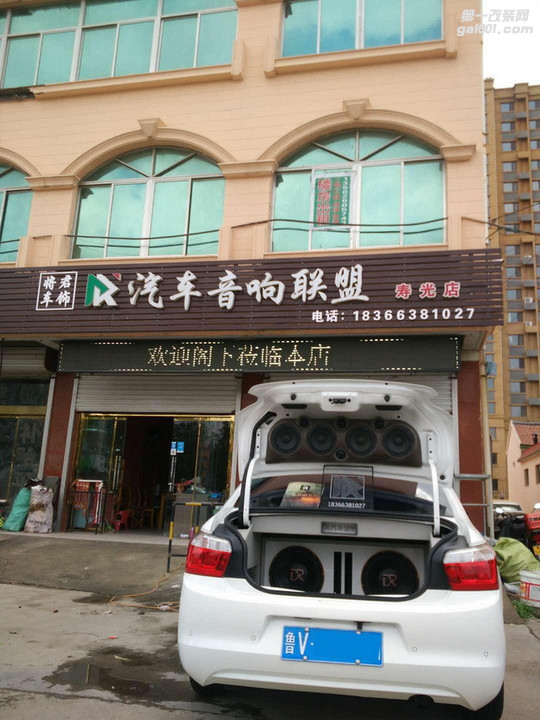 第一改装网
gai001.com
将君
车饰
汽车音响联盟
寿光店
电话：18366381027
欢迎阁下莅临本店
18366381027
鲁V